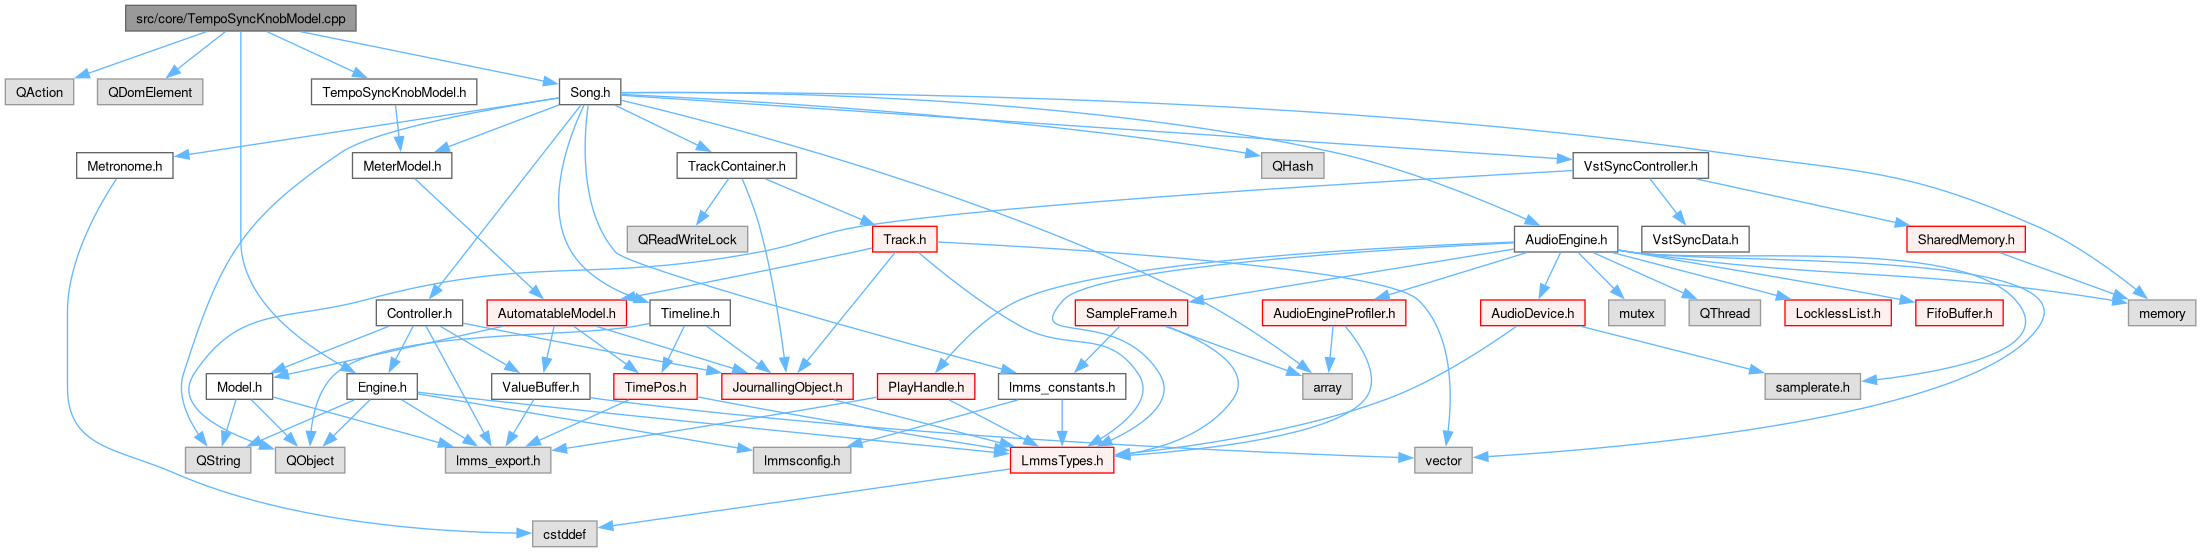 src/core/TempoSyncKnobModel.cpp
QAction
QDomElement
TempoSyncKnobModel.h
Song.h
Metronome.h
MeterModel.h
TrackContainer.h
QHash
VstSyncController.h
QReadWriteLock
Track.h
AudioEngine.h
VstSyncData.h
SharedMemory.h
Controller.h
AutomatableModel.h
Timeline.h
SampleFrame.h
AudioEngineProfiler.h
AudioDevice.h
mutex
QThread
LocklessList.h
FifoBuffer.h
memory
Model.h
Engine.h
ValueBuffer.h
TimePos.h
JournallingObject.h
PlayHandle.h
lmms_constants.h
array
samplerate.h
QString
QObject
lmms_export.h
lmmsconfig.h
LmmsTypes.h
vector
cstddef